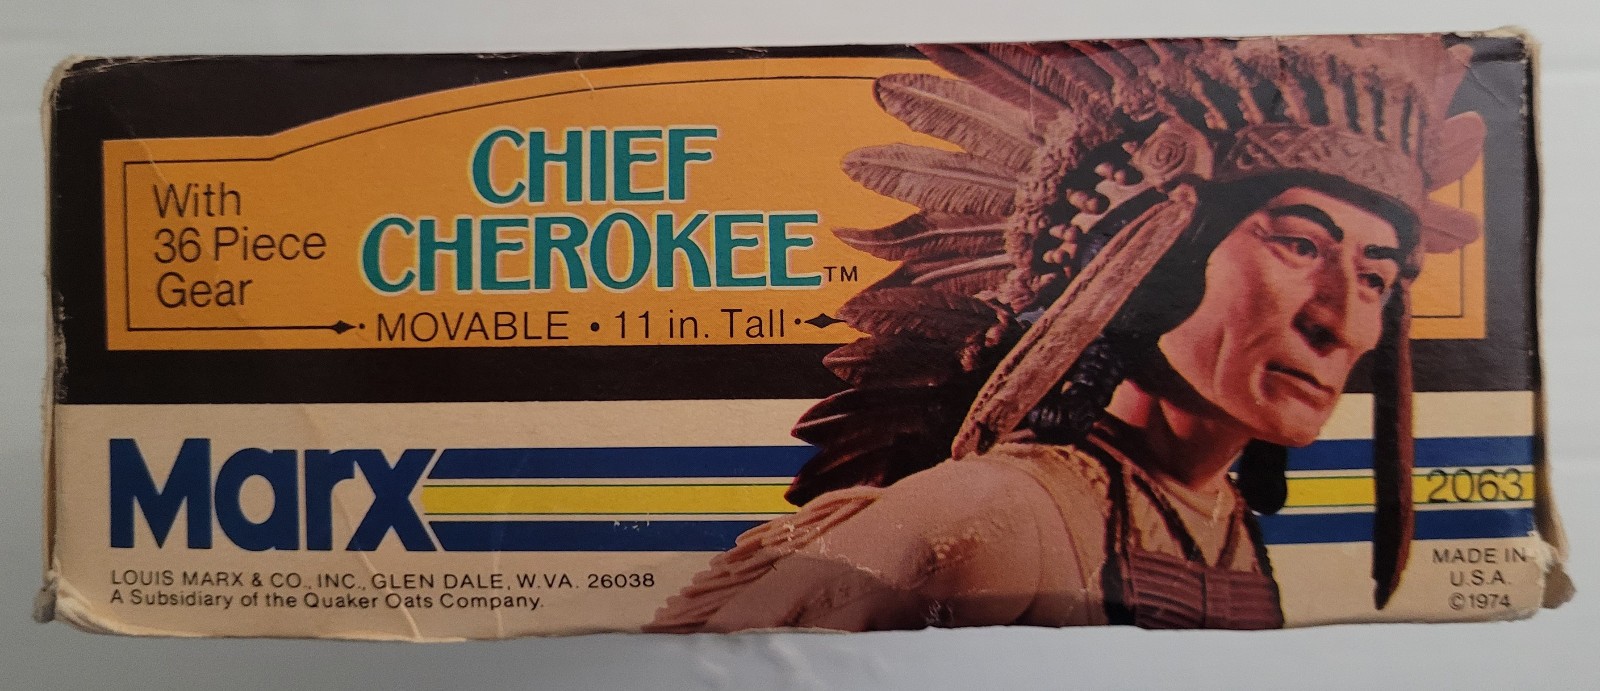 With
36 Piece
Gear
CHIEF
CHEROKEE™
MOVABLE • 11 in. Tall
Marx
2063
LOUIS MARX & CO., INC., GLEN DALE, W.VA. 26038
A Subsidiary of the Quaker Oats Company.
MADE IN
U.S.A.
©1974